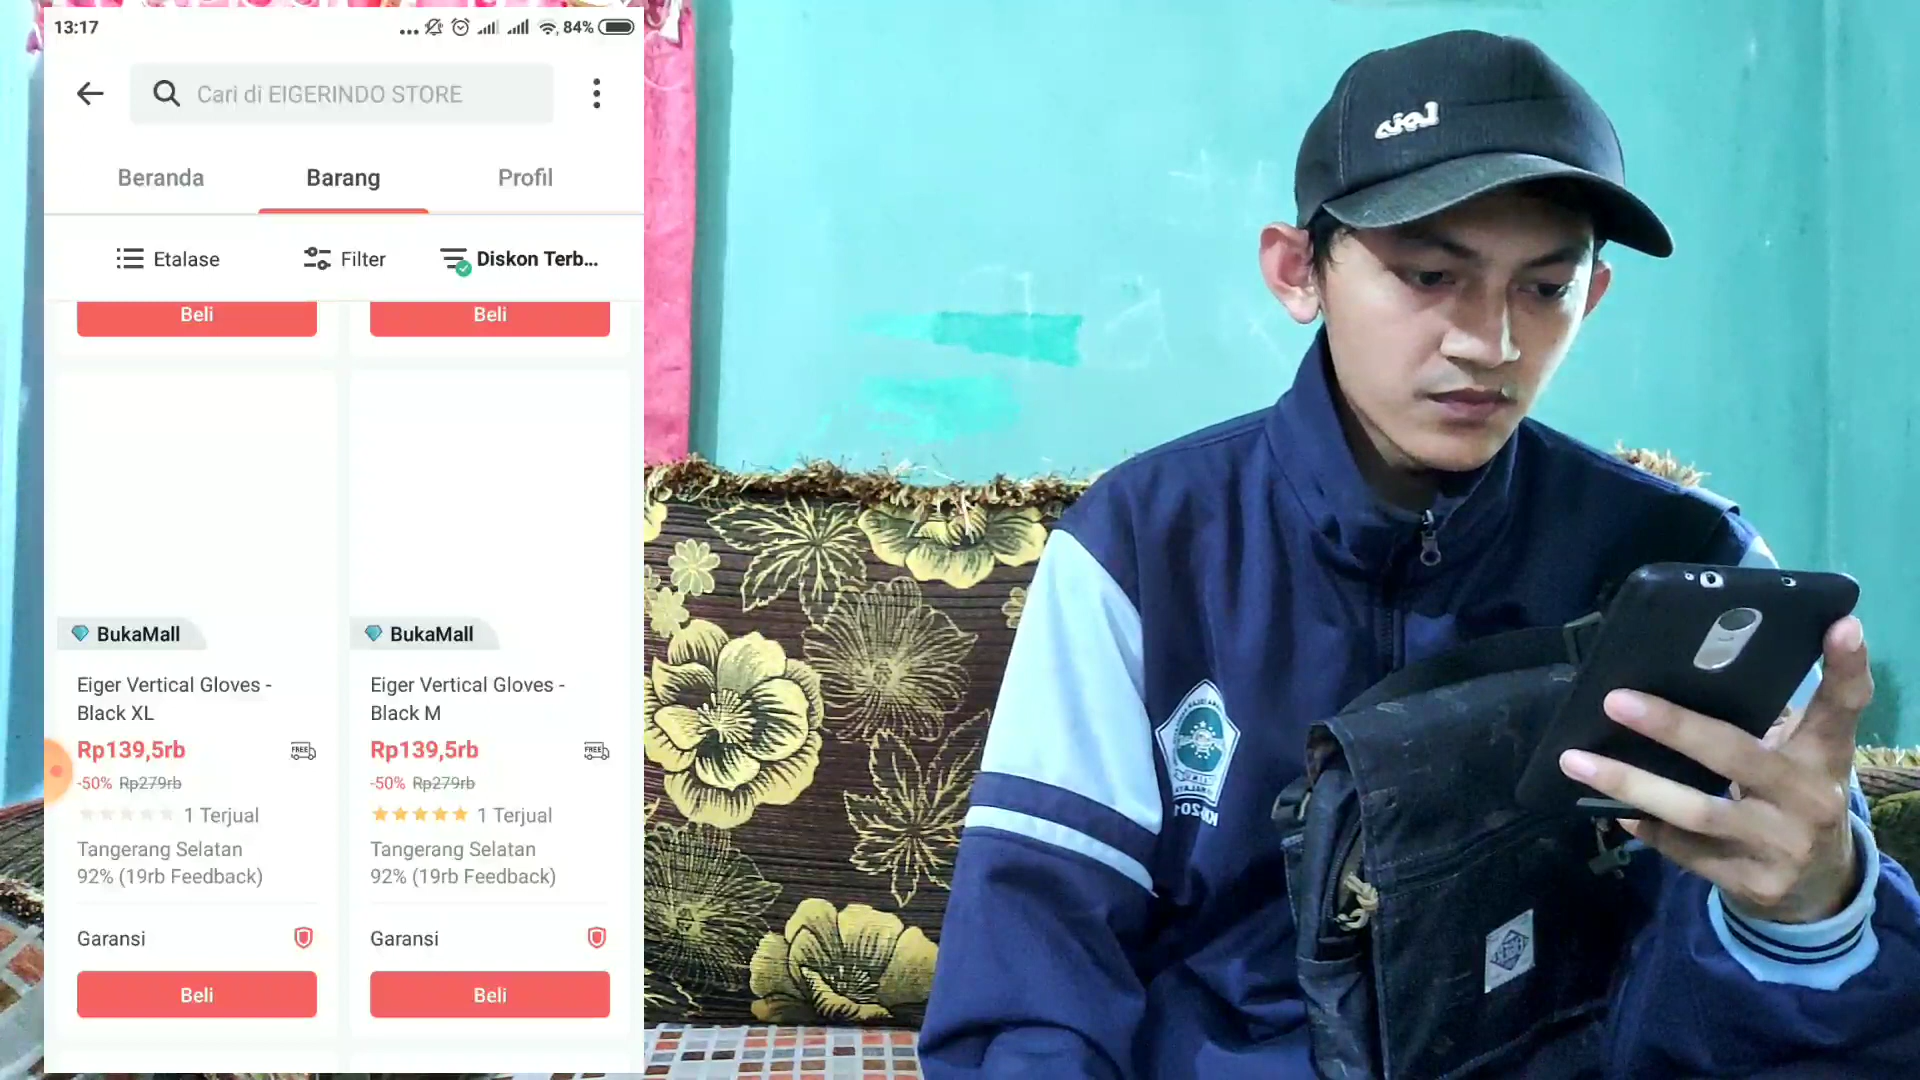 13:17
84%
Cari di EIGERINDO STORE
Beranda
Barang
Profil
Etalase
Filter
Diskon Terb...
Beli
Beli
BukaMall
BukaMall
Eiger Vertical Gloves -
Black XL
Eiger Vertical Gloves -
Black M
Rp139,5rb
FREE
Rp139,5rb
FREE
-50% Rp279rb
-50% Rp279rb
1 Terjual
1 Terjual
Tangerang Selatan
92% (19rb Feedback)
Tangerang Selatan
92% (19rb Feedback)
Garansi
Garansi
Beli
Beli